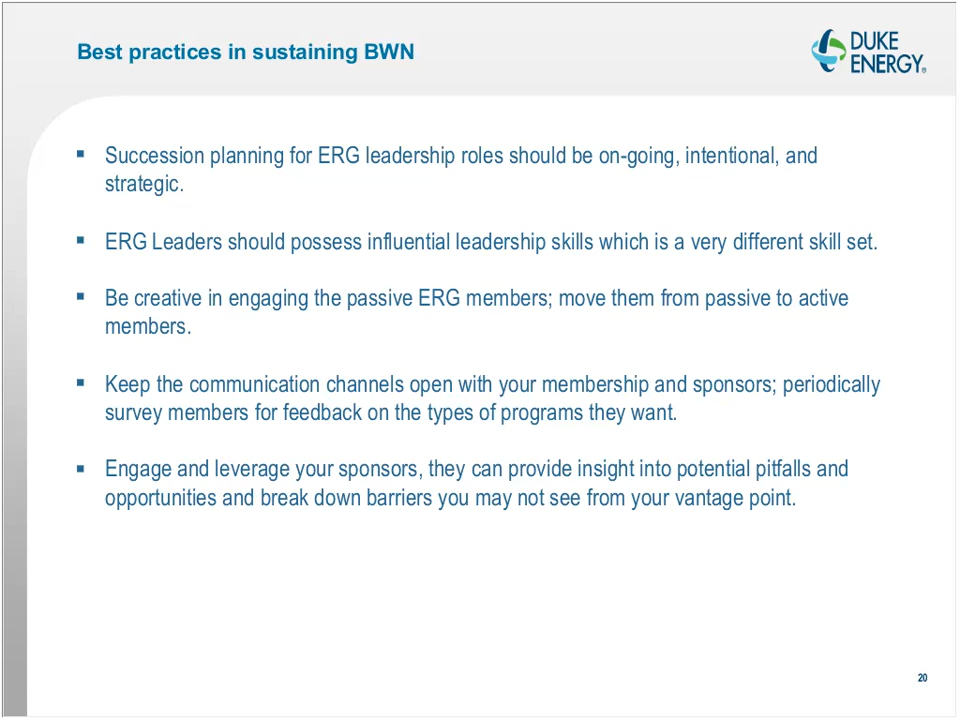 Best practices in sustaining BWN
DUKE
ENERGY®
▪ Succession planning for ERG leadership roles should be on-going, intentional, and
strategic.
▪ ERG Leaders should possess influential leadership skills which is a very different skill set.
▪ Be creative in engaging the passive ERG members; move them from passive to active
members.
▪ Keep the communication channels open with your membership and sponsors; periodically
survey members for feedback on the types of programs they want.
▪ Engage and leverage your sponsors, they can provide insight into potential pitfalls and
opportunities and break down barriers you may not see from your vantage point.
20